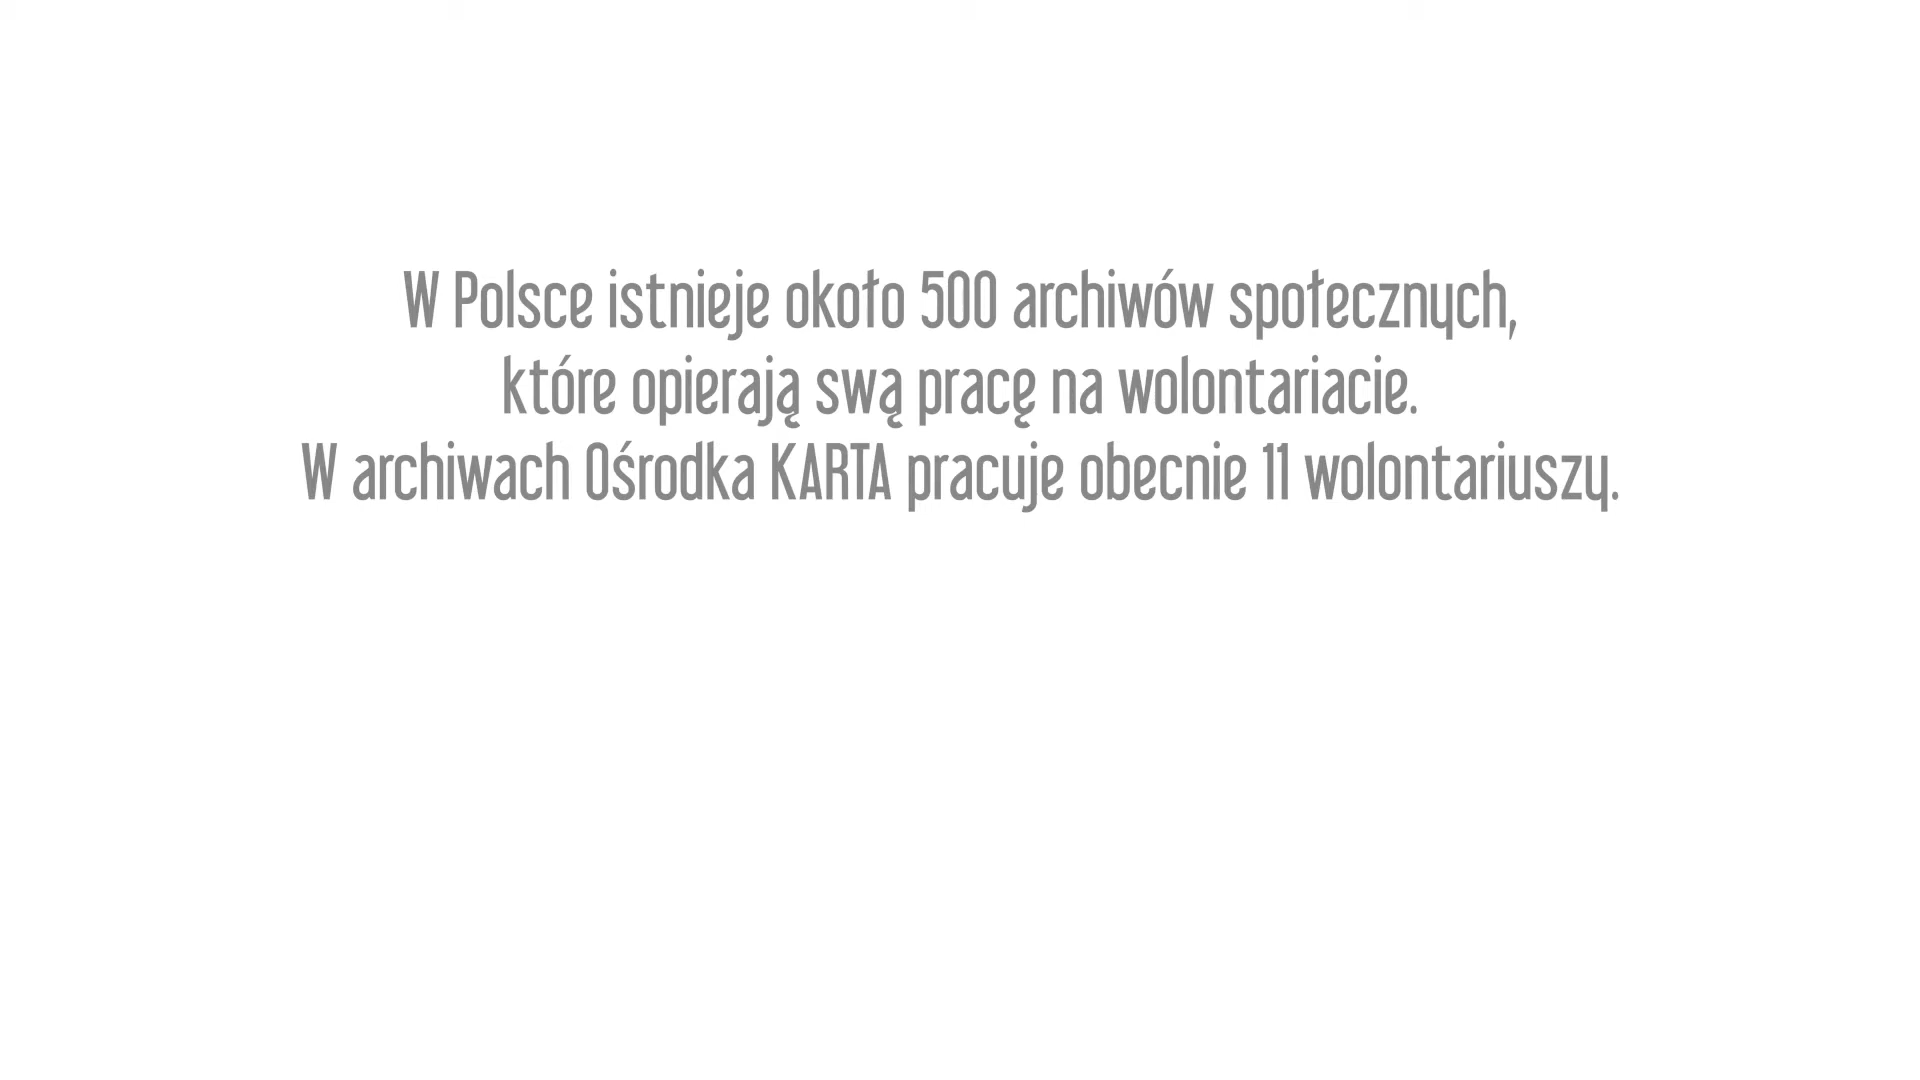 W Polsce istnieje około 500 archiwów społecznych,
które opierają swą pracę na wolontariacie.
W archiwach Ośrodka KARTA pracuje obecnie 11 wolontariuszy.